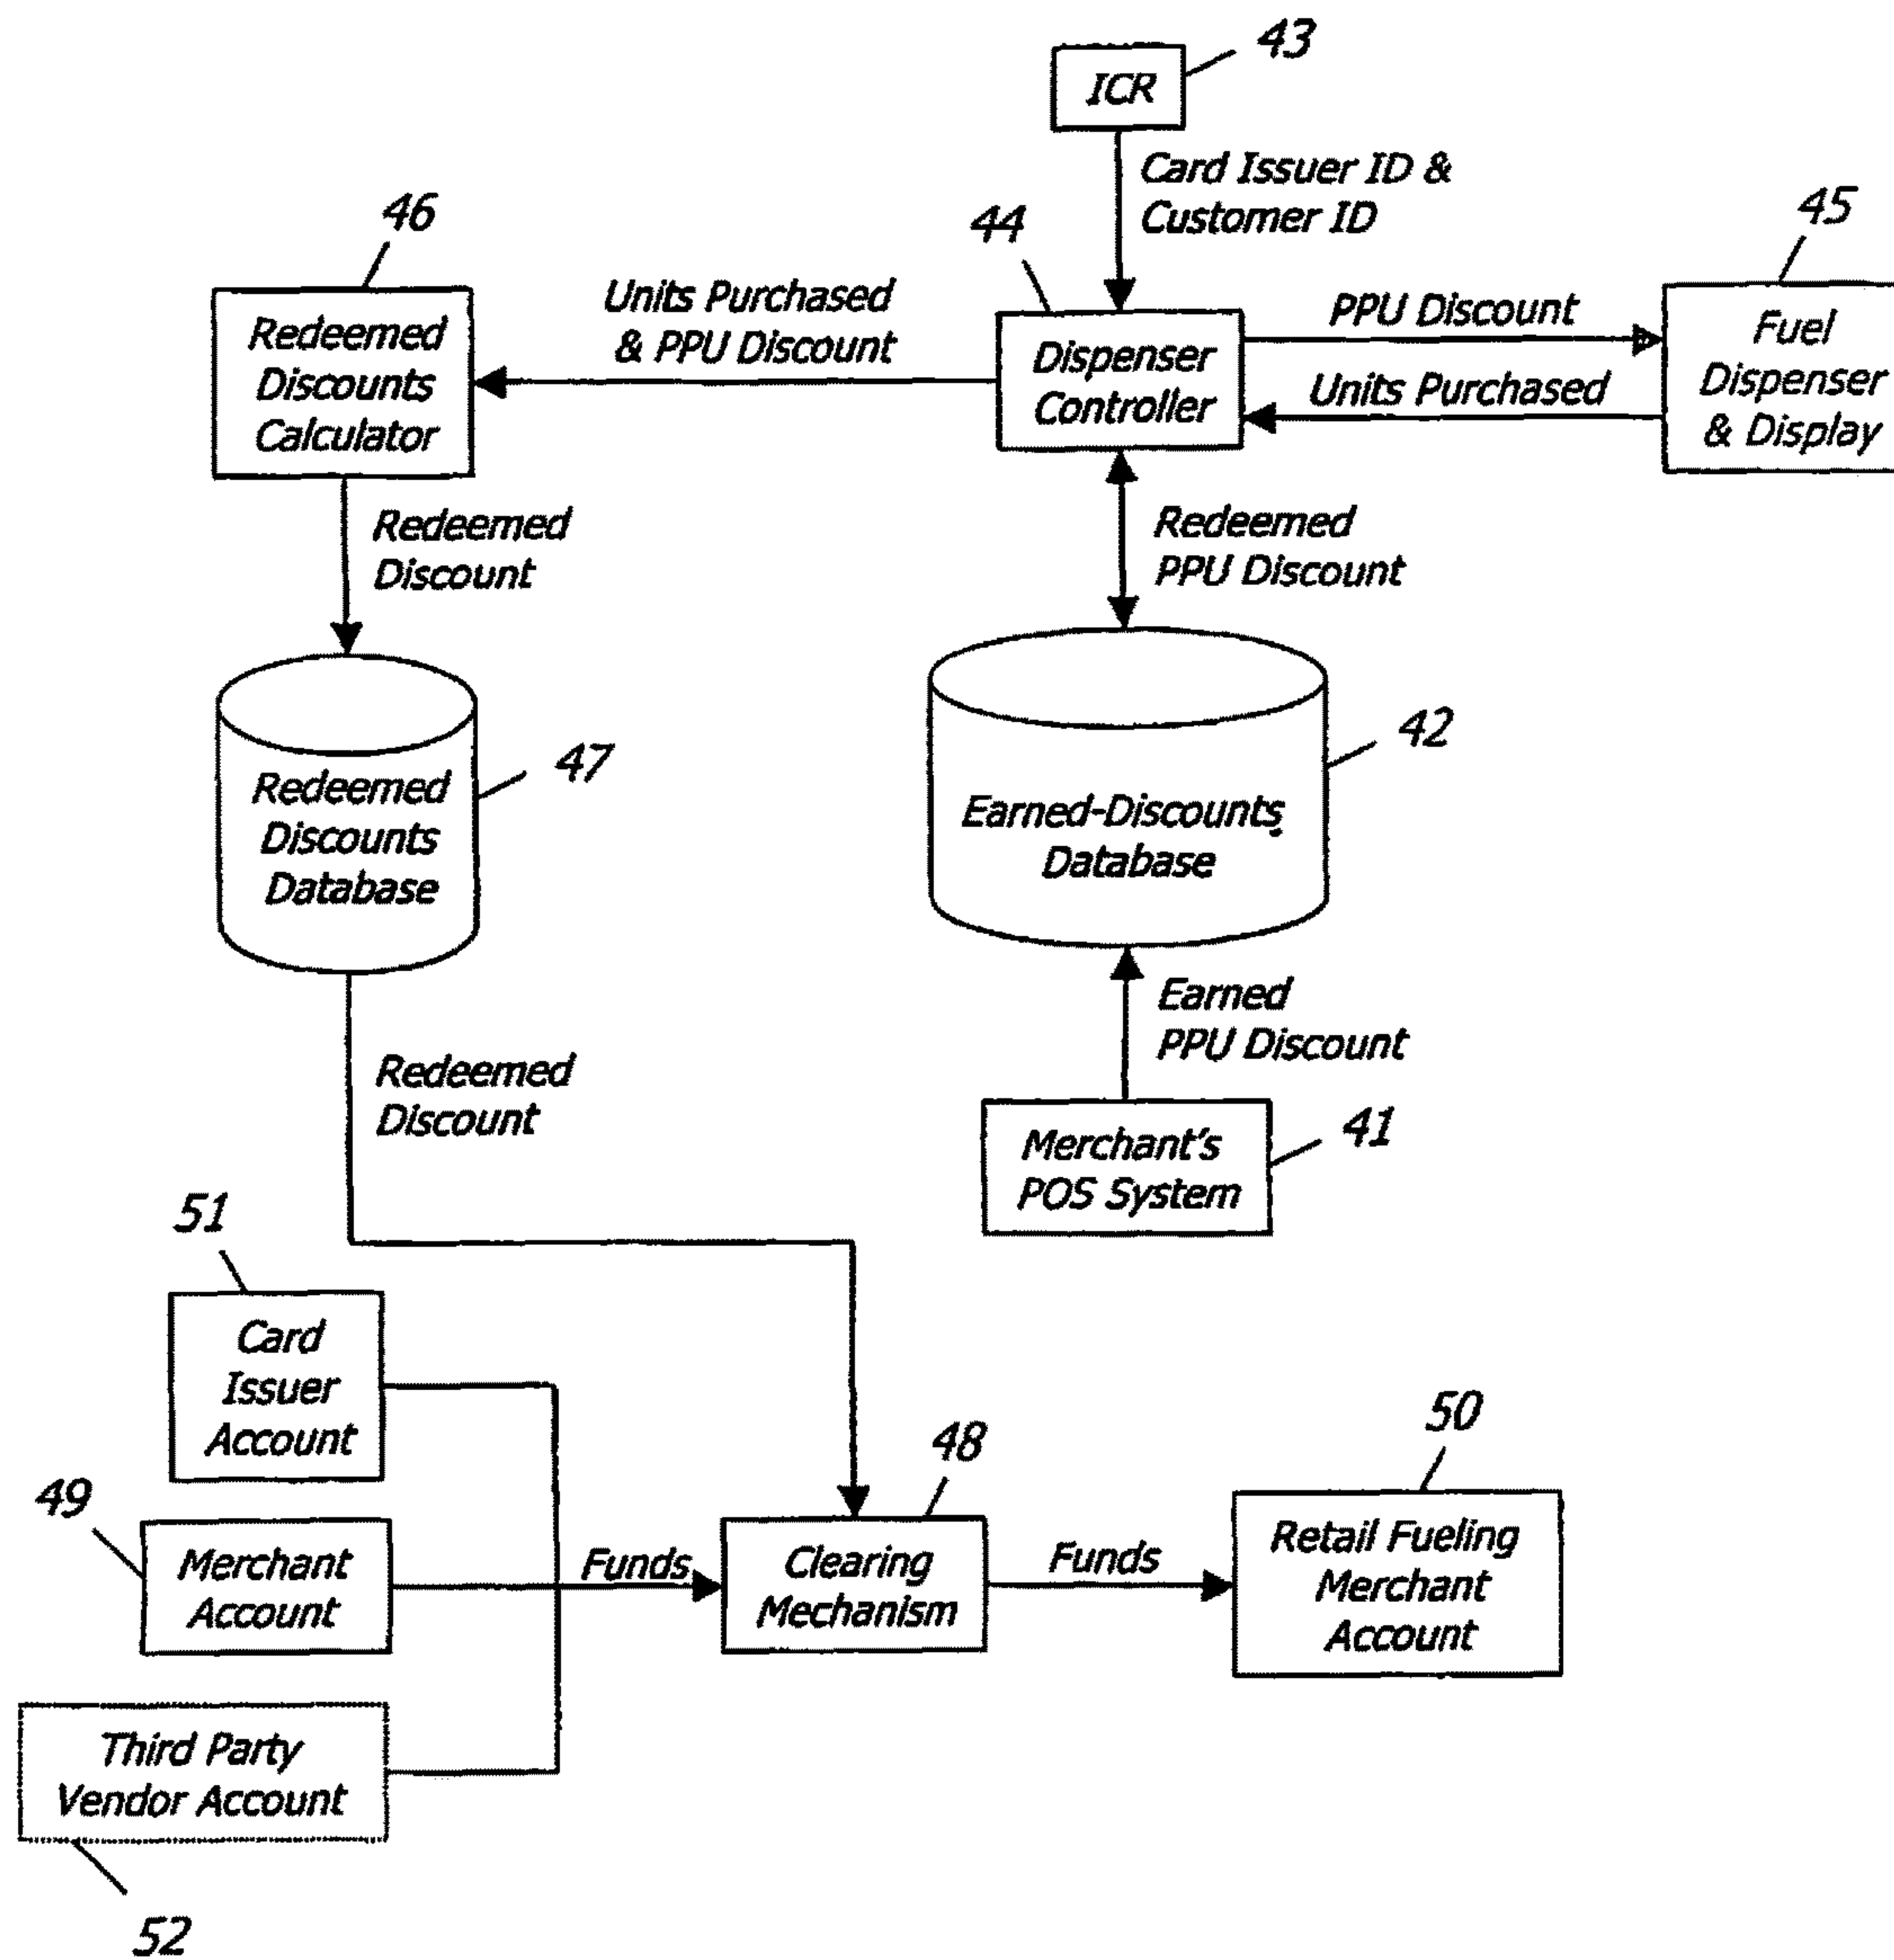 43
ICR
Card Issuer ID &
Customer ID
46
44
45
Units Purchased
& PPU Discount
PPU Discount
Units Purchased
Redeemed
Discounts
Calculator
Dispenser
Controller
Fuel
Dispenser
& Display
Redeemed
Discount
Redeemed
PPU Discount
47
42
Redeemed
Discounts
Database
Earned-Discounts
Database
Earned
PPU Discount
Redeemed
Discount
41
Merchant's
POS System
51
Card
Issuer
Account
49
48
50
Merchant
Account
Funds
Clearing
Mechanism
Funds
Retail Fueling
Merchant
Account
Third Party
Vendor Account
52